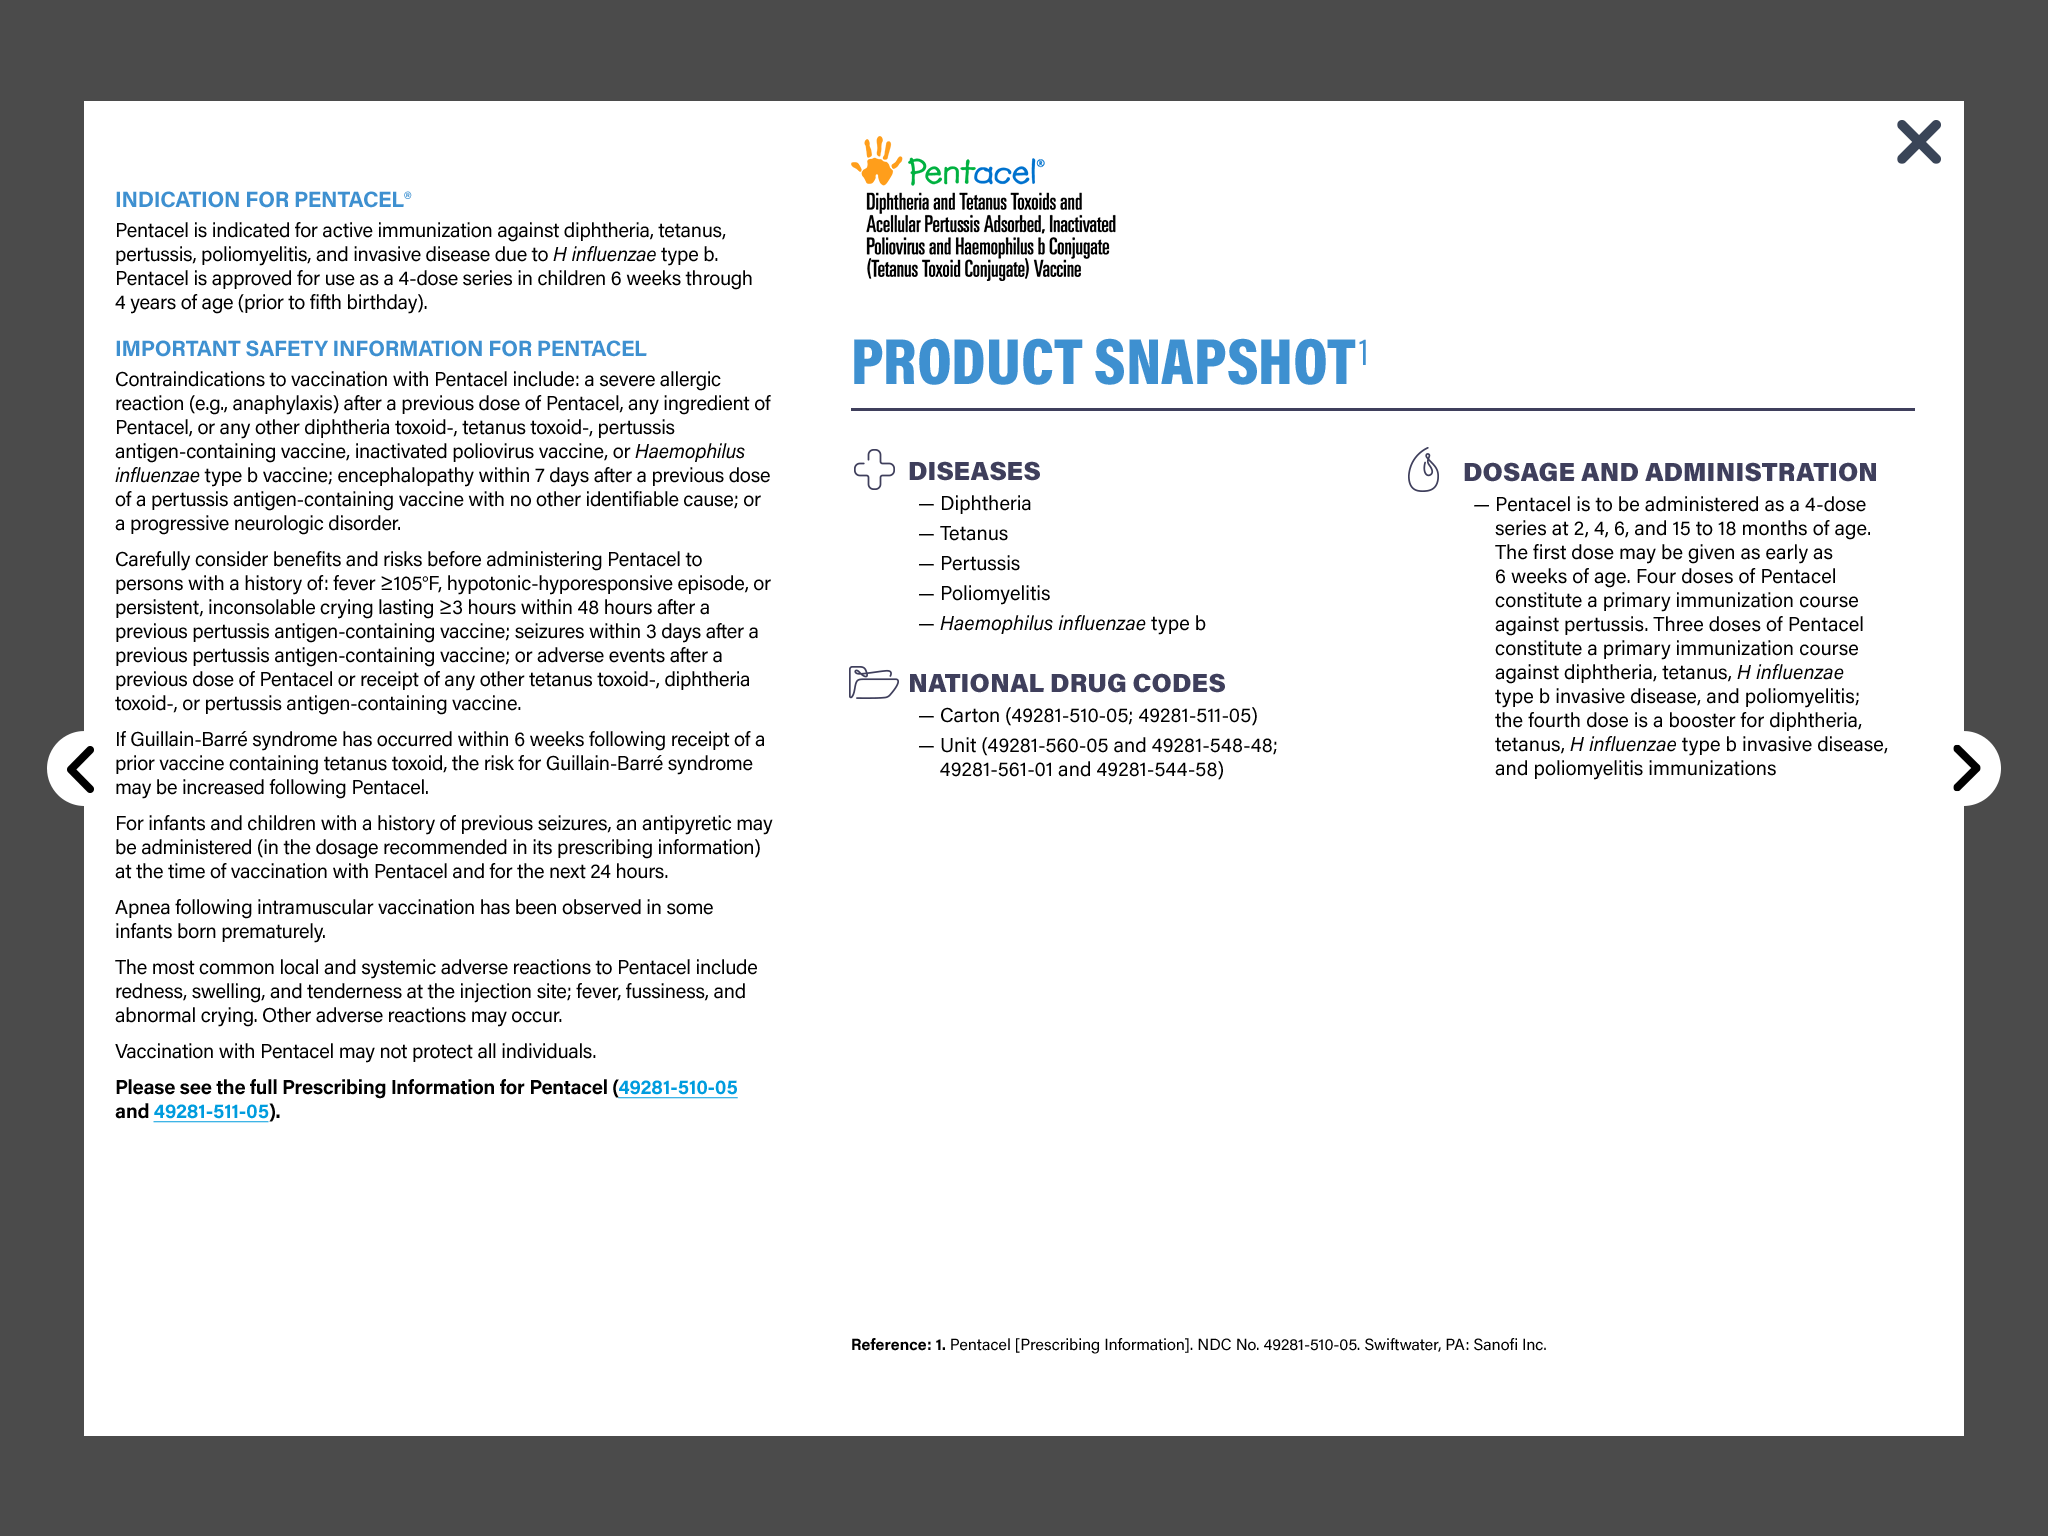 INDICATION FOR PENTACEL®
Pentacel is indicated for active immunization against diphtheria, tetanus,
pertussis, poliomyelitis, and invasive disease due to H influenzae type b.
Pentacel is approved for use as a 4-dose series in children 6 weeks through
4 years of age (prior to fifth birthday).
IMPORTANT SAFETY INFORMATION FOR PENTACEL
Contraindications to vaccination with Pentacel include: a severe allergic
reaction (e.g., anaphylaxis) after a previous dose of Pentacel, any ingredient of
Pentacel, or any other diphtheria toxoid-, tetanus toxoid-, pertussis
antigen-containing vaccine, inactivated poliovirus vaccine, or Haemophilus
influenzae type b vaccine; encephalopathy within 7 days after a previous dose
of a pertussis antigen-containing vaccine with no other identifiable cause; or
a progressive neurologic disorder.
Carefully consider benefits and risks before administering Pentacel to
persons with a history of: fever ≥105°F, hypotonic-hyporesponsive episode, or
persistent, inconsolable crying lasting ≥3 hours within 48 hours after a
previous pertussis antigen-containing vaccine; seizures within 3 days after a
previous pertussis antigen-containing vaccine; or adverse events after a
previous dose of Pentacel or receipt of any other tetanus toxoid-, diphtheria
toxoid-, or pertussis antigen-containing vaccine.
If Guillain-Barré syndrome has occurred within 6 weeks following receipt of a
prior vaccine containing tetanus toxoid, the risk for Guillain-Barré syndrome
may be increased following Pentacel.
For infants and children with a history of previous seizures, an antipyretic may
be administered (in the dosage recommended in its prescribing information)
at the time of vaccination with Pentacel and for the next 24 hours.
Apnea following intramuscular vaccination has been observed in some
infants born prematurely.
The most common local and systemic adverse reactions to Pentacel include
redness, swelling, and tenderness at the injection site; fever, fussiness, and
abnormal crying. Other adverse reactions may occur.
Vaccination with Pentacel may not protect all individuals.
Please see the full Prescribing Information for Pentacel (49281-510-05
and 49281-511-05).
Pentacel®
Diphtheria and Tetanus Toxoids and
Acellular Pertussis Adsorbed, Inactivated
Poliovirus and Haemophilus b Conjugate
(Tetanus Toxoid Conjugate) Vaccine
PRODUCT SNAPSHOT1
DISEASES
— Diphtheria
— Tetanus
— Pertussis
— Poliomyelitis
— Haemophilus influenzae type b
NATIONAL DRUG CODES
— Carton (49281-510-05; 49281-511-05)
— Unit (49281-560-05 and 49281-548-48;
49281-561-01 and 49281-544-58)
DOSAGE AND ADMINISTRATION
— Pentacel is to be administered as a 4-dose
series at 2, 4, 6, and 15 to 18 months of age.
The first dose may be given as early as
6 weeks of age. Four doses of Pentacel
constitute a primary immunization course
against pertussis. Three doses of Pentacel
constitute a primary immunization course
against diphtheria, tetanus, H influenzae
type b invasive disease, and poliomyelitis;
the fourth dose is a booster for diphtheria,
tetanus, H influenzae type b invasive disease,
and poliomyelitis immunizations
Reference: 1. Pentacel [Prescribing Information]. NDC No. 49281-510-05. Swiftwater, PA: Sanofi Inc.